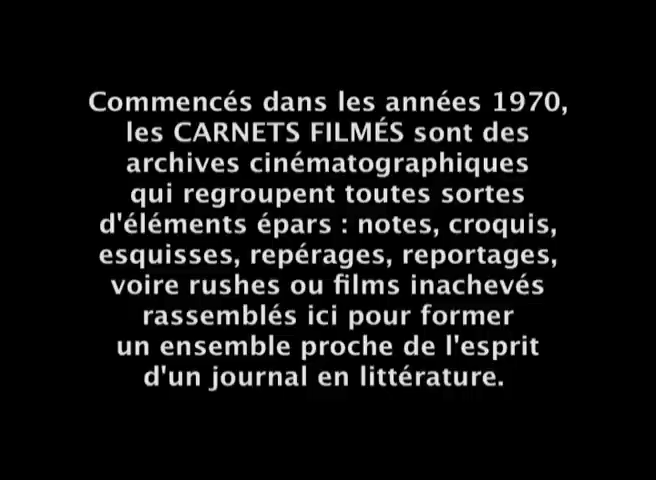 Commencés dans les années 1970,
les CARNETS FILMÉS sont des
archives cinématographiques
qui regroupent toutes sortes
d'éléments épars : notes, croquis,
esquisses, repérages, reportages,
voire rushes ou films inachevés
rassemblés ici pour former
un ensemble proche de l'esprit
d'un journal en littérature.